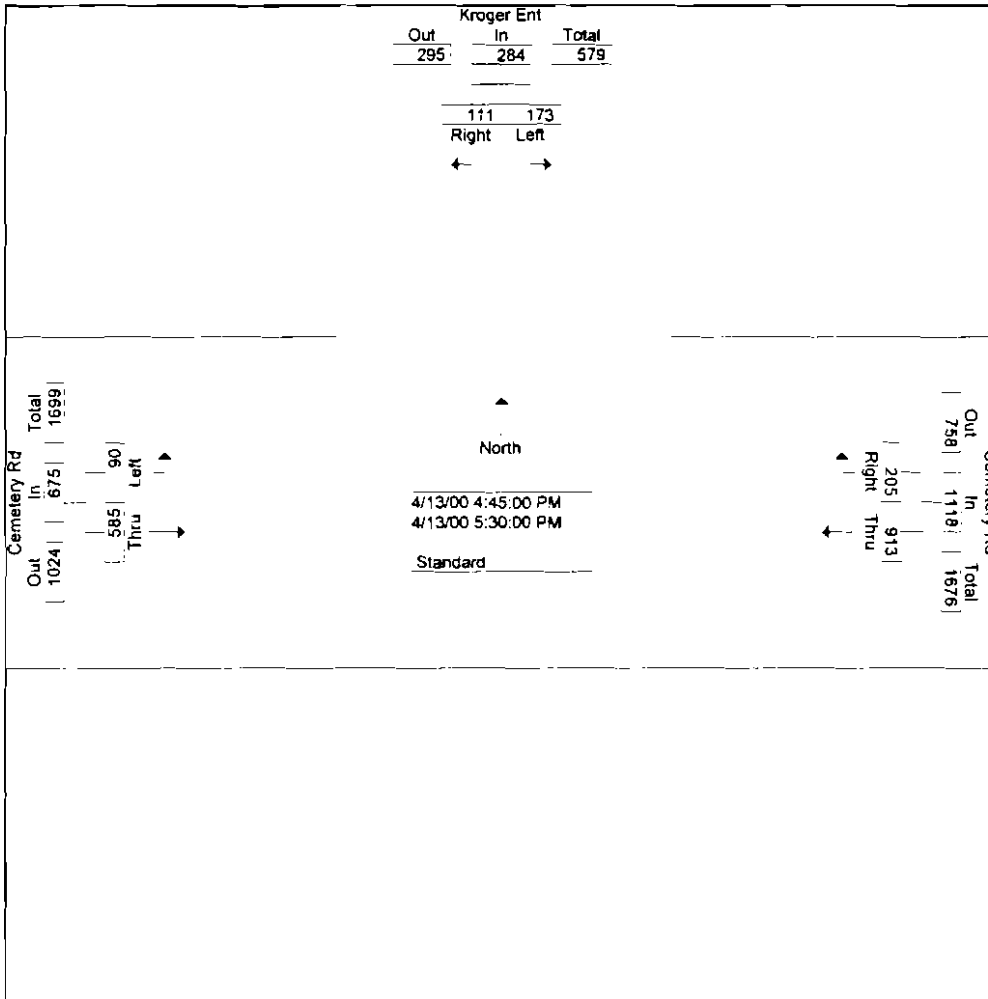 Kroger Ent
Out In Total
295 284 579
111 173
Right Left
Cemetery Rd
Out In Total
1024 675 1699
90
Left
585
Thru
North
4/13/00 4:45:00 PM
4/13/00 5:30:00 PM
Standard
205 913
Right Thru
Out In Total
758 1118 1676
Rd